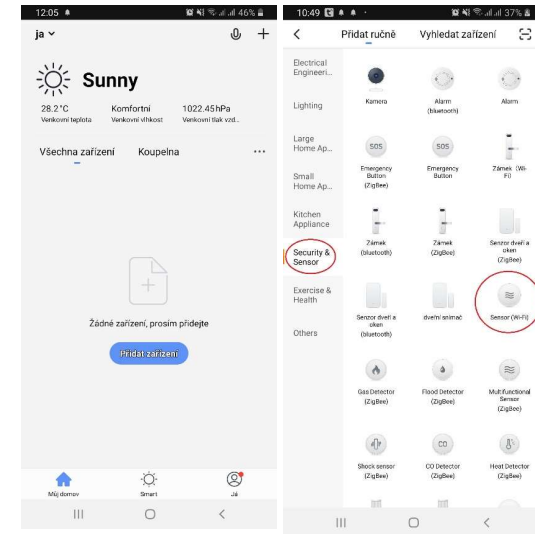 12:05
46%
ja
Sunny
28.2°C
Venkovní teplota
Komfortní
Venkovní vlhkost
1022.45hPa
Venkovní tlak vzd...
Všechna zařízení
Koupelna
Žádné zařízení, prosím přidejte
Přidat zařízení
Můj domov
Smart
Já
10:49
37%
Přidat ručně
Vyhledat zařízení
Electrical
Engineeri...
Lighting
Large
Home Ap...
Small
Home Ap...
Kitchen
Appliance
Security &
Sensor
Exercise &
Health
Others
Kamera
Alarm
(bluetooth)
Alarm
SOS
Emergency
Button
(ZigBee)
SOS
Emergency
Button
Zámek (Wi-
Fi)
Zámek
(bluetooth)
Zámek
(ZigBee)
Senzor dveří a
oken
(ZigBee)
Senzor dveří a
oken
(bluetooth)
dveřní snímač
Sensor (Wi-Fi)
Gas Detector
(ZigBee)
Flood Detector
(ZigBee)
Multifunctional
Sensor
(ZigBee)
Shock sensor
(ZigBee)
CO
CO Detector
(ZigBee)
Heat Detector
(ZigBee)